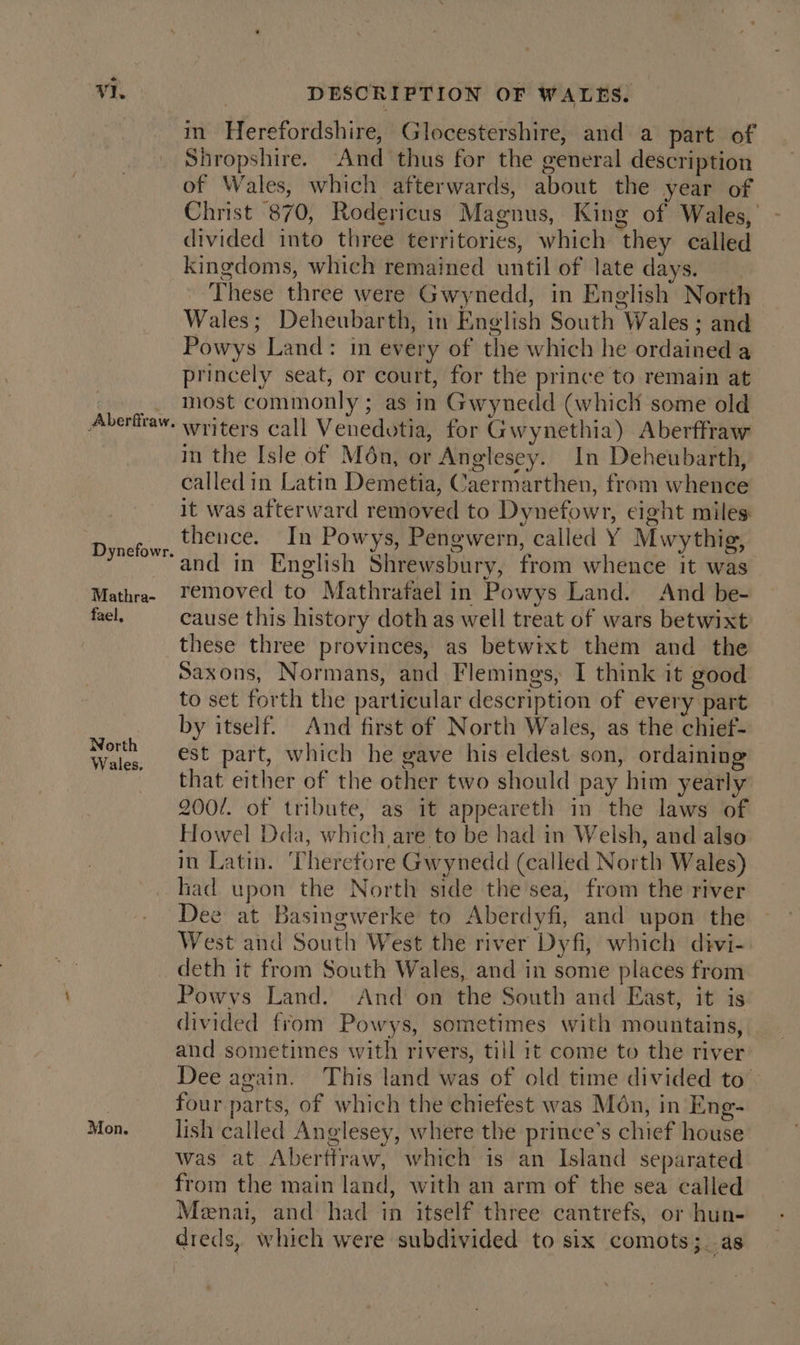 vi. DESCRIPTION OF WALES.
in Herefordshire, Glocestershire, and a part of
Shropshire. And thus for the general description
of Wales, which afterwards, about the year of
Christ 870, Rodericus Magnus, King of Wales,
divided into three territories, which they called
kingdoms, which remained until of late days.
These three were Gwynedd, in English North
Wales; Deheubarth, in English South Wales; and
Powys Land: in every of the which he ordained a
princely seat, or court, for the prince to remain at
most commonly; as in Gwynedd (which some old
Aberffraw. writers call Venedotia, for Gwynethia) Aberffraw
in the Isle of Môn, or Anglesey. In Deheubarth,
called in Latin Demetia, Caermarthen, from whence
it was afterward removed to Dynefowr, eight miles
thence. In Powys, Pengwern, called Y Mwythig,
Dynefowr. and in English Shrewsbury, from whence it was
Mathra- removed to Mathrafael in Powys Land. And be-
fael. cause this history doth as well treat of wars betwixt
these three provinces, as betwixt them and the
Saxons, Normans, and Flemings, I think it good
to set forth the particular description of every part
by itself. And first of North Wales, as the chief-
North Wales. est part, which he gave his eldest son, ordaining
that either of the other two should pay him yearly
200l. of tribute, as it appeareth in the laws of
Howel Dda, which are to be had in Welsh, and also
in Latin. Therefore Gwynedd (called North Wales)
had upon the North side the sea, from the river
Dee at Basingwerke to Aberdyfi, and upon the
West and South West the river Dyfi, which divi-
deth it from South Wales, and in some places from
Powys Land. And on the South and East, it is
divided from Powys, sometimes with mountains,
and sometimes with rivers, till it come to the river
Dee again. This land was of old time divided to
four parts, of which the chiefest was Môn, in Eng-
Mon. lish called Anglesey, where the prince's chief house
was at Aberffraw, which is an Island separated
from the main land, with an arm of the sea called
Mænai, and had in itself three cantrefs, or hun-
dreds, which were subdivided to six comots; as